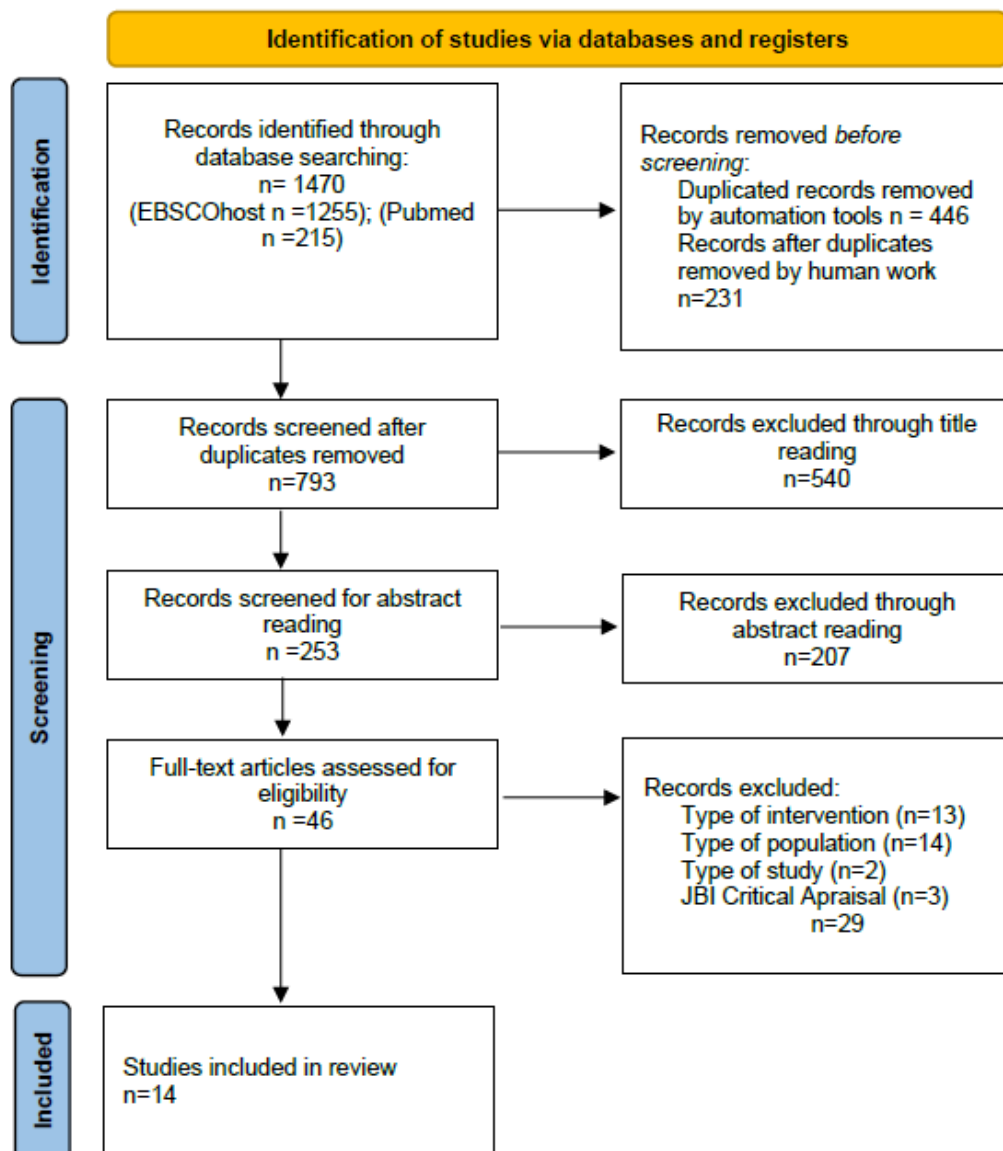 Identification of studies via databases and registers
Identification
Records identified through
database searching:
n= 1470
(EBSCOhost n =1255); (Pubmed
n =215)
Records removed before
screening:
Duplicated records removed
by automation tools n = 446
Records after duplicates
removed by human work
n=231
Screening
Records screened after
duplicates removed
n=793
Records excluded through title
reading
n=540
Records screened for abstract
reading
n =253
Records excluded through
abstract reading
n=207
Full-text articles assessed for
eligibility
n =46
Records excluded:
Type of intervention (n=13)
Type of population (n=14)
Type of study (n=2)
JBI Critical Apraisal (n=3)
n=29
Included
Studies included in review
n=14